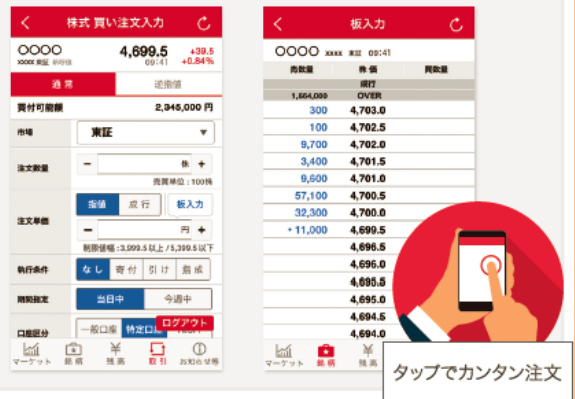 株式 買い注文入力
〇〇〇〇
4,699.5
+39.5
xxxx 東証
09:41
+0.84%
通常
逆指値
買付可能額
2,345,000 円
市場
東証
▼
注文数量
−
株
+
売買単位：100株
注文単価
指値
成行
板入力
−
円
+
制限値幅：3,999.5 以上 / 5,399.5 以下
執行条件
なし
寄付
引け
指成
期間指定
当日中
今週中
口座区分
一般口座
特定口
ログアウト
マーケット
銘柄
残高
取引
お知らせ等
板入力
〇〇〇〇 xxxx 東証 09:41
売数量
株価
買数量
成行
1,664,000
OVER
300
4,703.0
100
4,702.5
9,700
4,702.0
3,400
4,701.5
9,600
4,701.0
57,100
4,700.5
32,300
4,700.0
11,000
4,699.5
4,696.5
4,696.0
4,695.5
4,695.0
4,694.5
4,694.0
マーケット
銘柄
残高
タップでカンタン注文